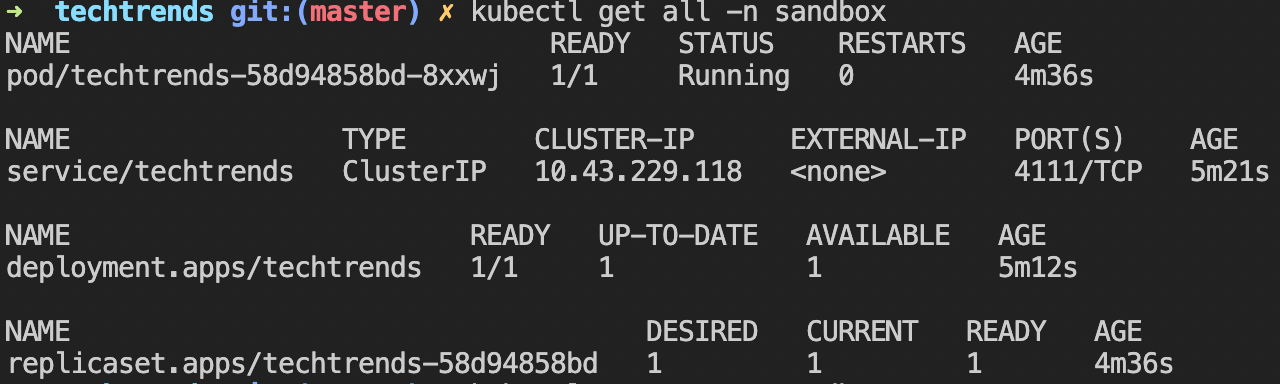 ➜ techtrends git:(master) ✗ kubectl get all -n sandbox
NAME READY STATUS RESTARTS AGE
pod/techtrends-58d94858bd-8xxwj 1/1 Running 0 4m36s
NAME TYPE CLUSTER-IP EXTERNAL-IP PORT(S) AGE
service/techtrends ClusterIP 10.43.229.118 <none> 4111/TCP 5m21s
NAME READY UP-TO-DATE AVAILABLE AGE
deployment.apps/techtrends 1/1 1 1 5m12s
NAME DESIRED CURRENT READY AGE
replicaset.apps/techtrends-58d94858bd 1 1 1 4m36s